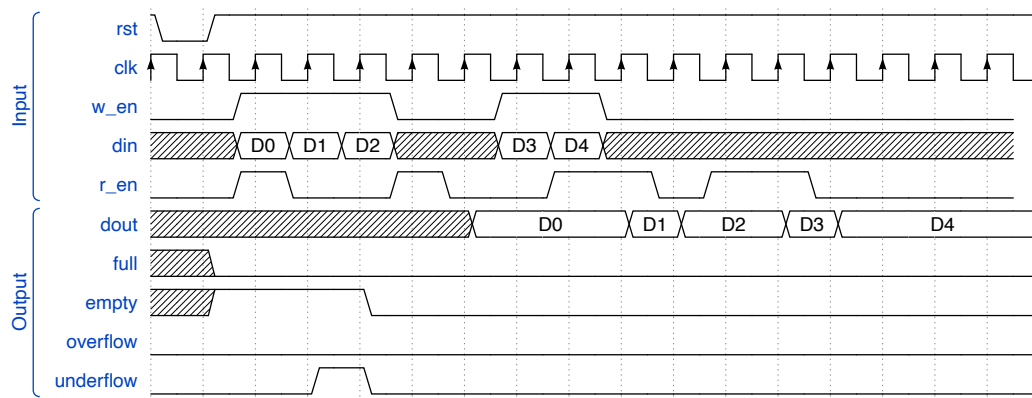 Input
rst
clk
w_en
din D0 D1 D2 D3 D4
r_en
Output
dout D0 D1 D2 D3 D4
full
empty
overflow
underflow